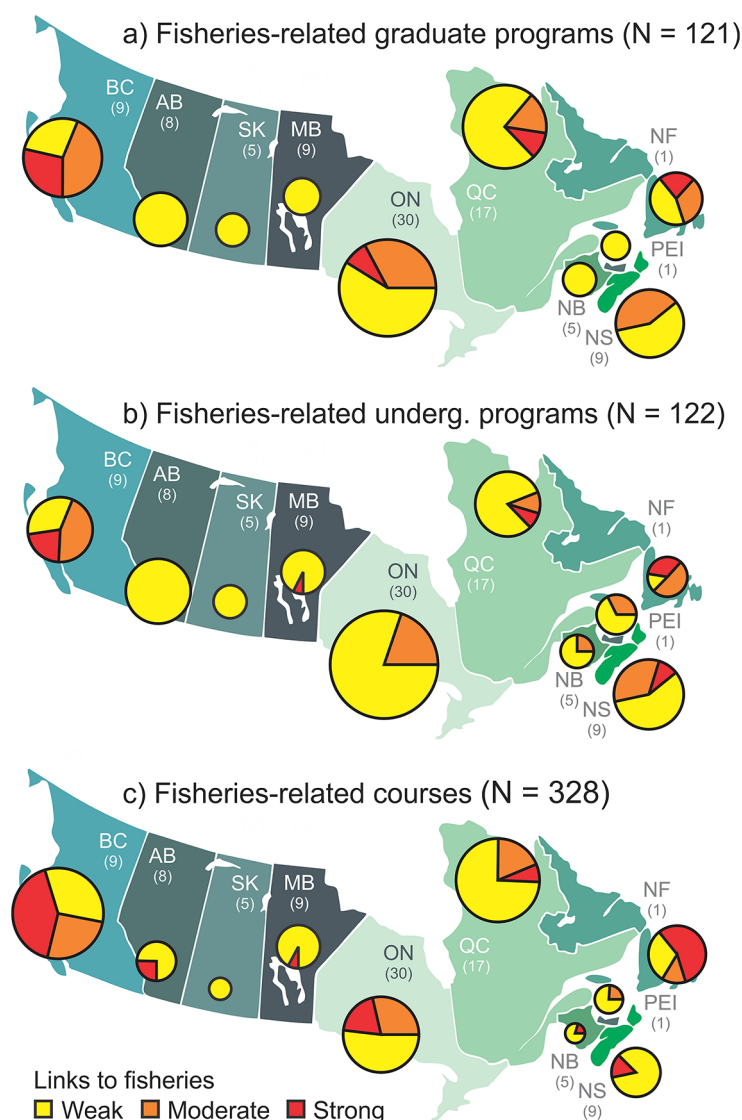 a) Fisheries-related graduate programs (N = 121)
BC
(9)
AB
(8)
SK
(5)
MB
(9)
ON
(30)
QC
(17)
NF
(1)
PEI
(1)
NB
(5)
NS
(9)
b) Fisheries-related underg. programs (N = 122)
BC
(9)
AB
(8)
SK
(5)
MB
(9)
ON
(30)
QC
(17)
NF
(1)
PEI
(1)
NB
(5)
NS
(9)
c) Fisheries-related courses (N = 328)
BC
(9)
AB
(8)
SK
(5)
MB
(9)
ON
(30)
QC
(17)
NF
(1)
PEI
(1)
NB
(5)
NS
(9)
Links to fisheries
Weak Moderate Strong